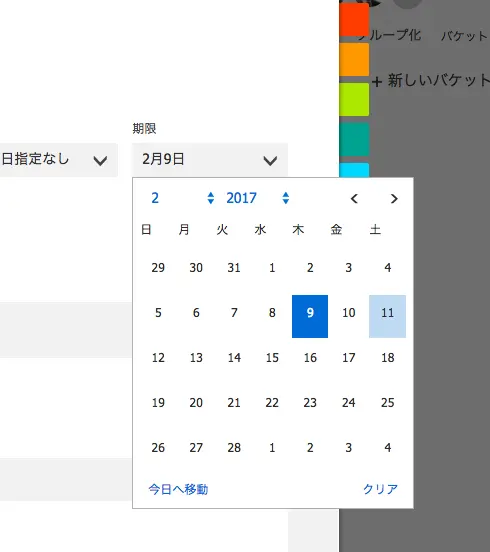 グループ化 バケット
+ 新しいバケット
期限
日指定なし 2月9日
2 2017
日 月 火 水 木 金 土
29 30 31 1 2 3 4
5 6 7 8 9 10 11
12 13 14 15 16 17 18
19 20 21 22 23 24 25
26 27 28 1 2 3 4
今日へ移動 クリア